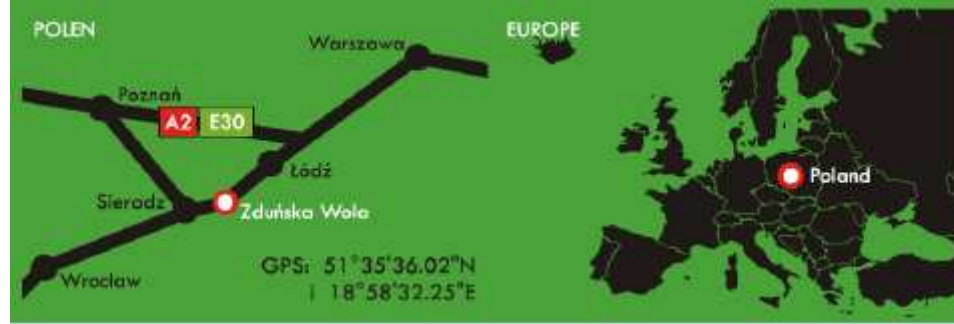 POLEN
Warszawa
Poznań
A2 E30
Łódź
Sieradz
Zduńska Wola
Wrocław
GPS: 51°35'36.02"N
i 18°58'32.25"E
EUROPE
Poland